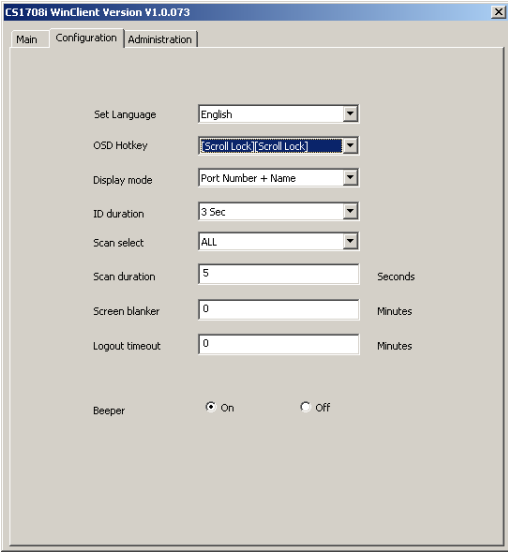 CS1708i WinClient Version V1.0.073
Main Configuration Administration
Set Language English
OSD Hotkey [Scroll Lock][Scroll Lock]
Display mode Port Number + Name
ID duration 3 Sec
Scan select ALL
Scan duration 5 Seconds
Screen blanker 0 Minutes
Logout timeout 0 Minutes
Beeper On Off